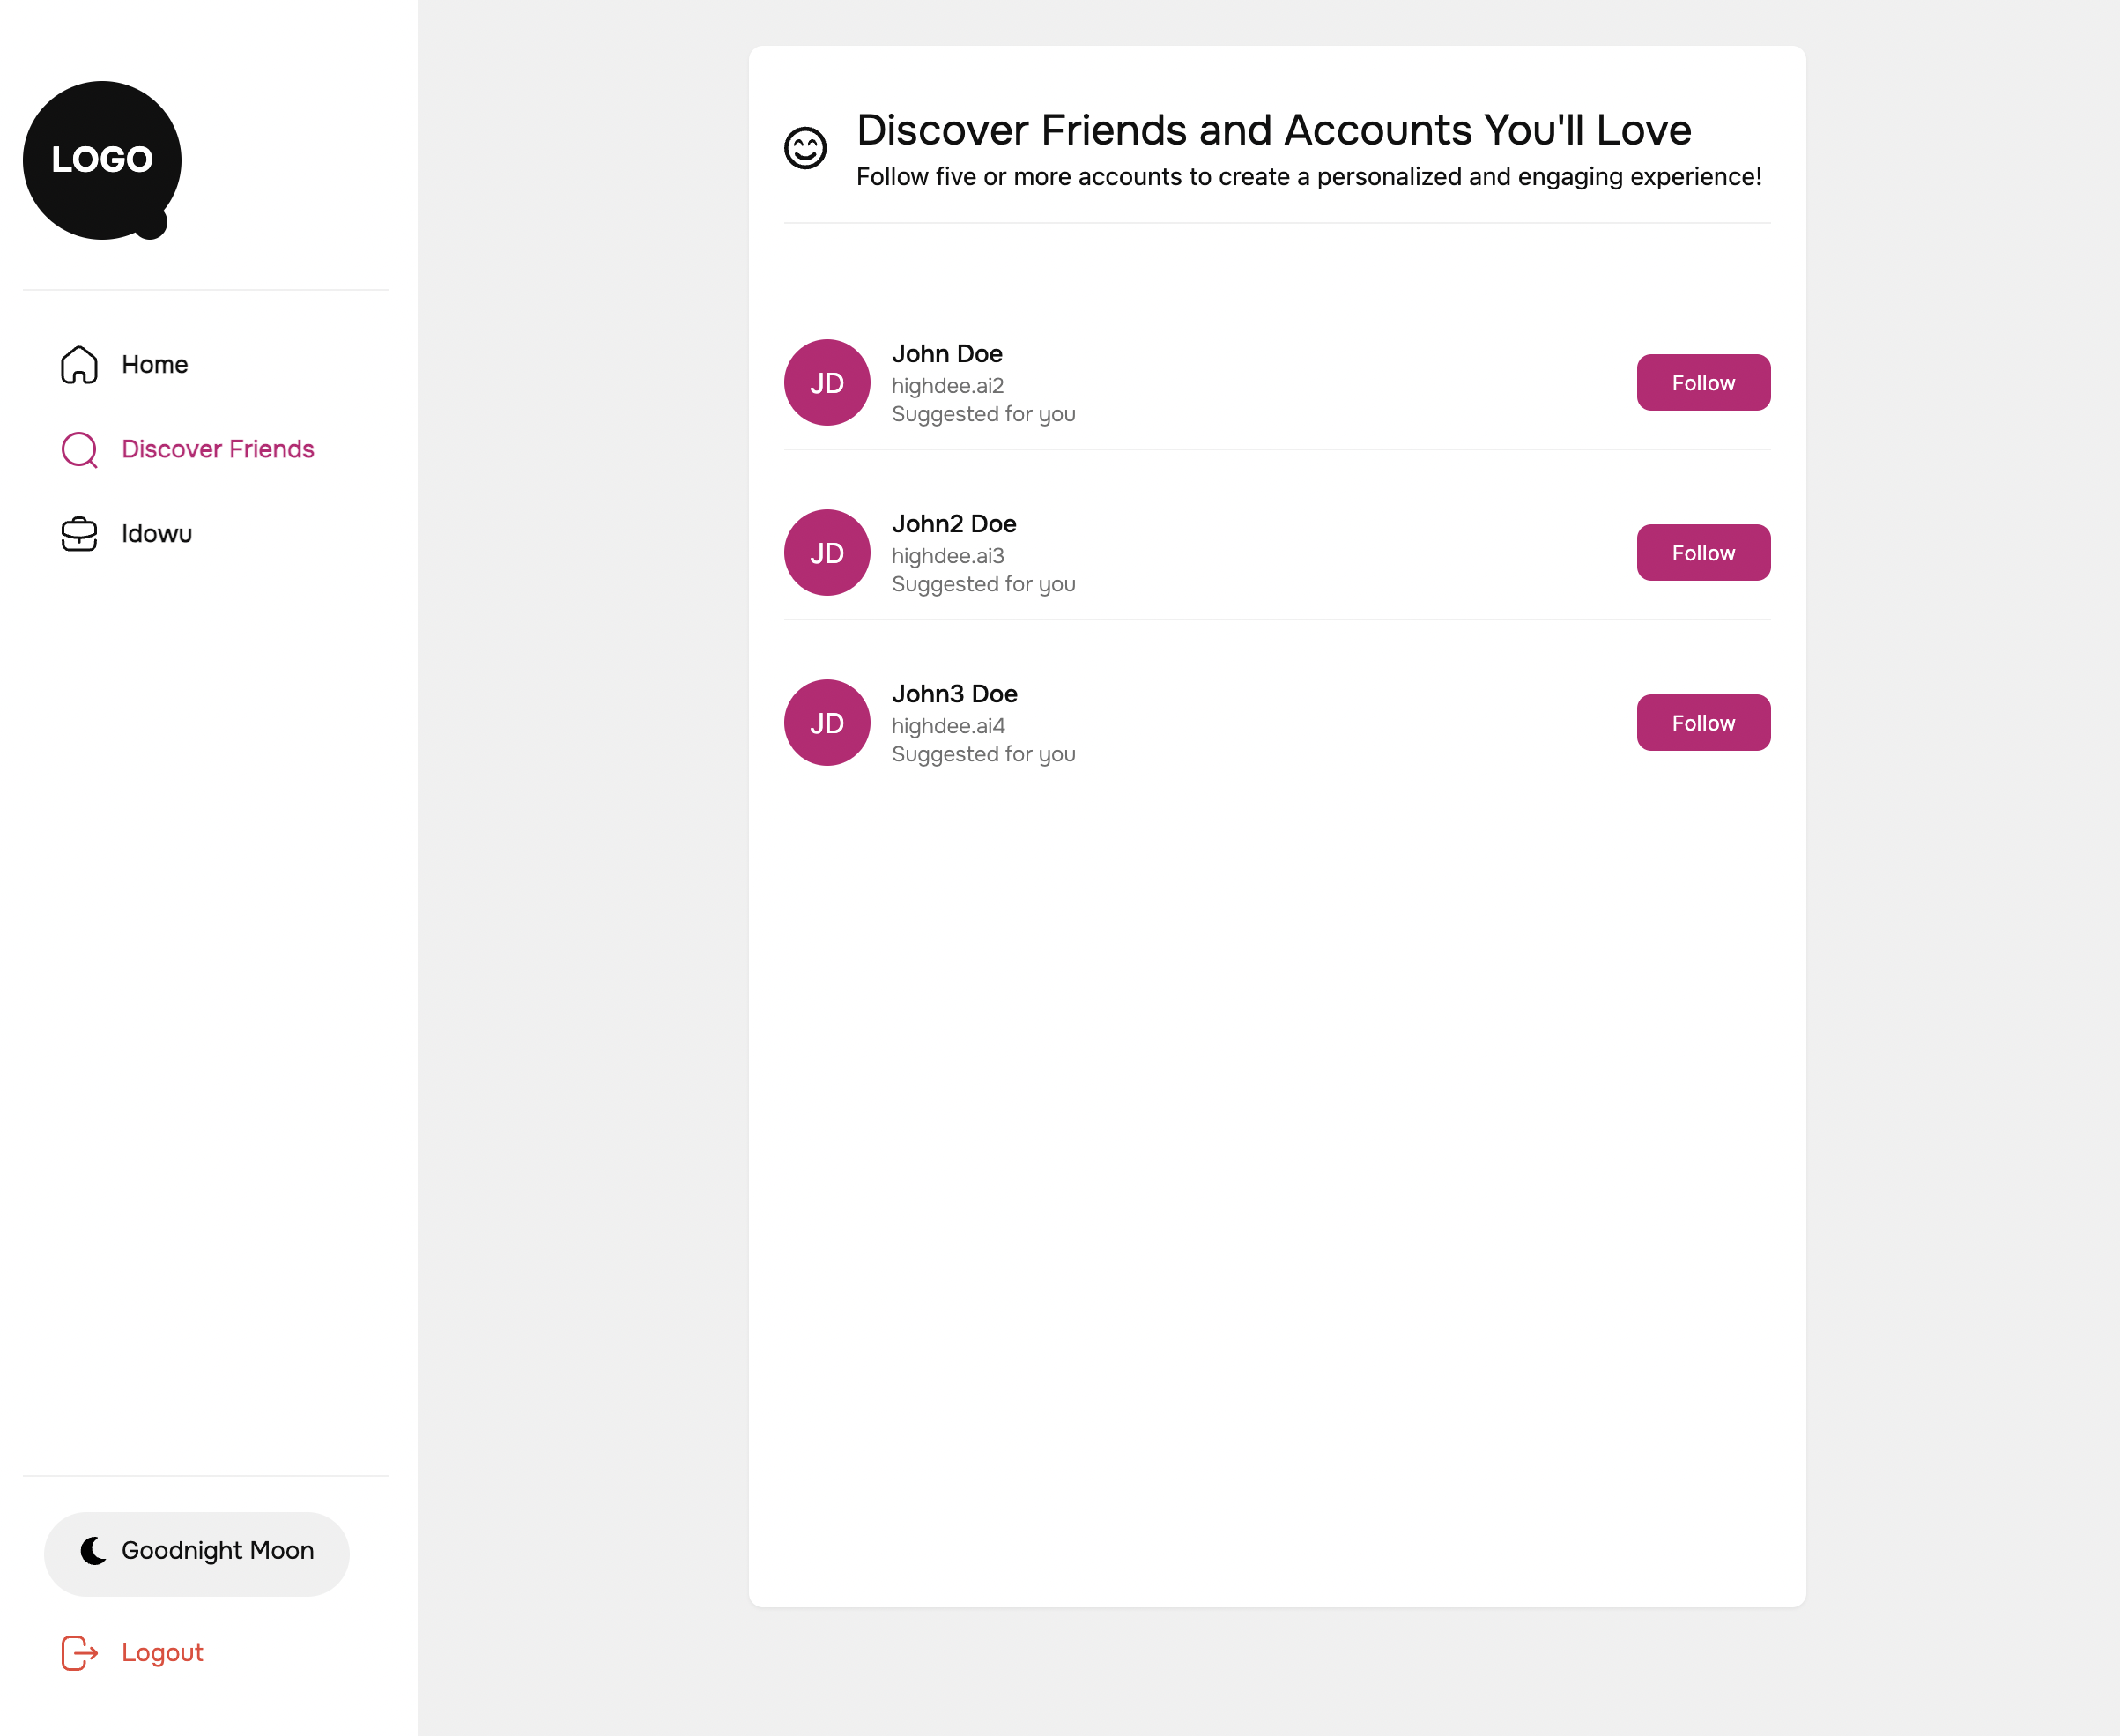 LOGO
Home
Discover Friends
Idowu
Goodnight Moon
Logout
Discover Friends and Accounts You'll Love
Follow five or more accounts to create a personalized and engaging experience!
JD
John Doe
highdee.ai2
Suggested for you
Follow
JD
John2 Doe
highdee.ai3
Suggested for you
Follow
JD
John3 Doe
highdee.ai4
Suggested for you
Follow